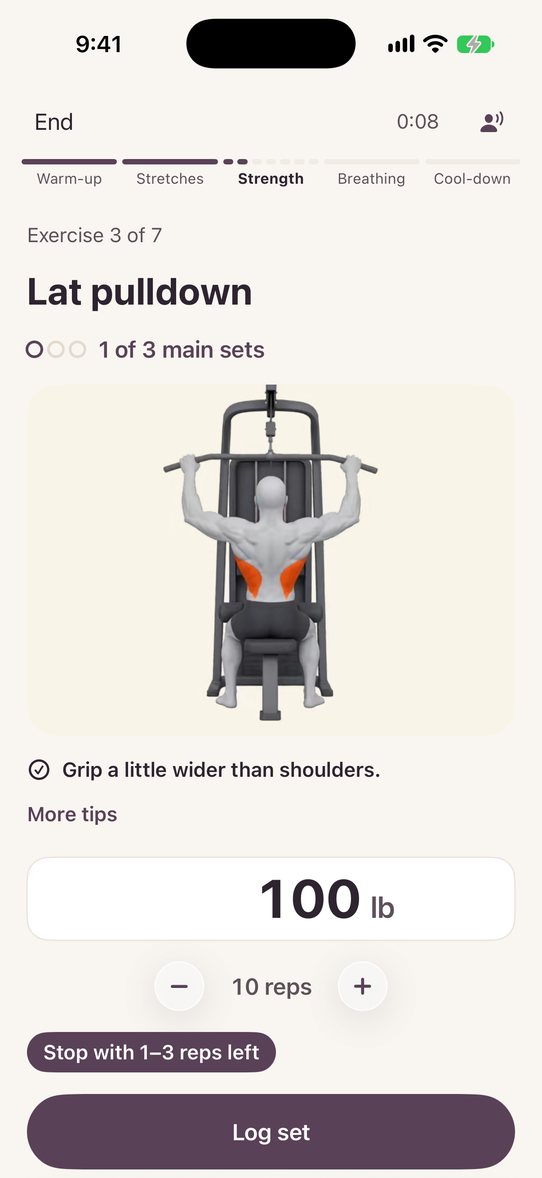 9:41
End
0:08
Warm-up Stretches Strength Breathing Cool-down
Exercise 3 of 7
Lat pulldown
1 of 3 main sets
Grip a little wider than shoulders.
More tips
100 lb
10 reps
Stop with 1–3 reps left
Log set